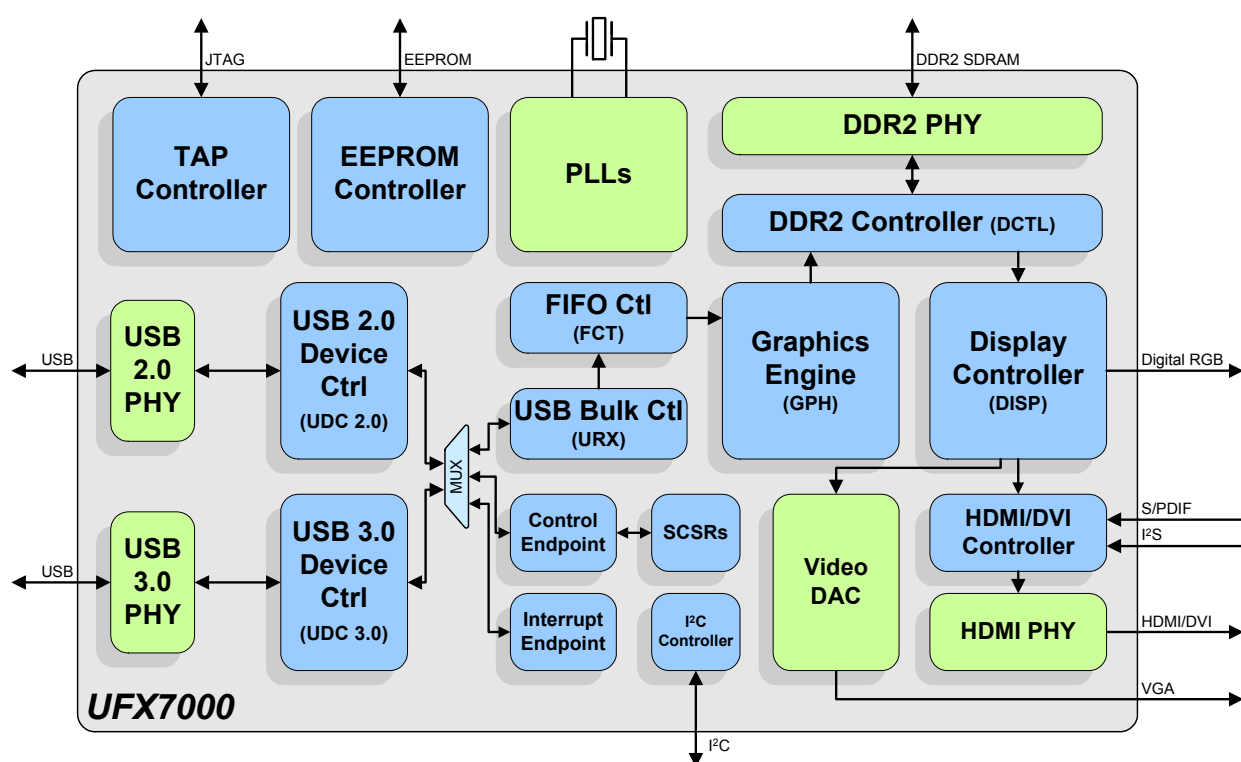 JTAG
EEPROM
DDR2 SDRAM
TAP
Controller
EEPROM
Controller
PLLs
DDR2 PHY
DDR2 Controller (DCTL)
USB
2.0
PHY
USB 2.0
Device
Ctrl
(UDC 2.0)
FIFO Ctl
(FCT)
USB Bulk Ctl
(URX)
Graphics
Engine
(GPH)
Display
Controller
(DISP)
USB
Digital RGB
MUX
USB
3.0
PHY
USB 3.0
Device
Ctrl
(UDC 3.0)
USB
Control
Endpoint
SCSRs
Interrupt
Endpoint
I²C
Controller
Video
DAC
HDMI/DVI
Controller
S/PDIF
I²S
HDMI PHY
HDMI/DVI
VGA
UFX7000
I²C